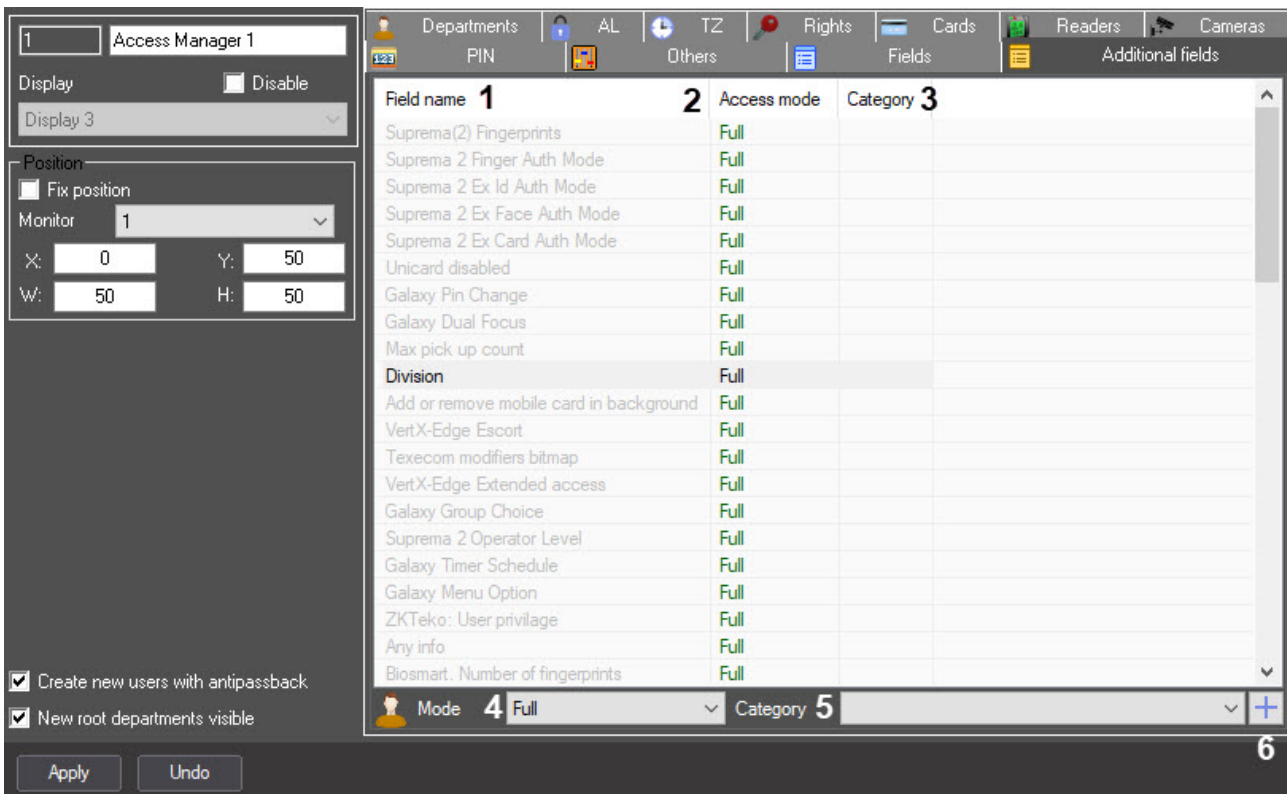 1 Access Manager 1
Display Disable
Display 3
Position
Fix position
Monitor 1
X: 0 Y: 50
W: 50 H: 50
Create new users with antipassback
New root departments visible
Apply Undo
Departments AL TZ Rights Cards Readers Cameras
123 PIN Others Fields Additional fields
Field name 1 2 Access mode Category 3
Suprema(2) Fingerprints Full
Suprema 2 Finger Auth Mode Full
Suprema 2 Ex Id Auth Mode Full
Suprema 2 Ex Face Auth Mode Full
Suprema 2 Ex Card Auth Mode Full
Unicard disabled Full
Galaxy Pin Change Full
Galaxy Dual Focus Full
Max pick up count Full
Division Full
Add or remove mobile card in background Full
VertX-Edge Escort Full
Texecom modifiers bitmap Full
VertX-Edge Extended access Full
Galaxy Group Choice Full
Suprema 2 Operator Level Full
Galaxy Timer Schedule Full
Galaxy Menu Option Full
ZKTeko: User privilage Full
Any info Full
Biosmart. Number of fingerprints Full
Mode 4 Full Category 5
6